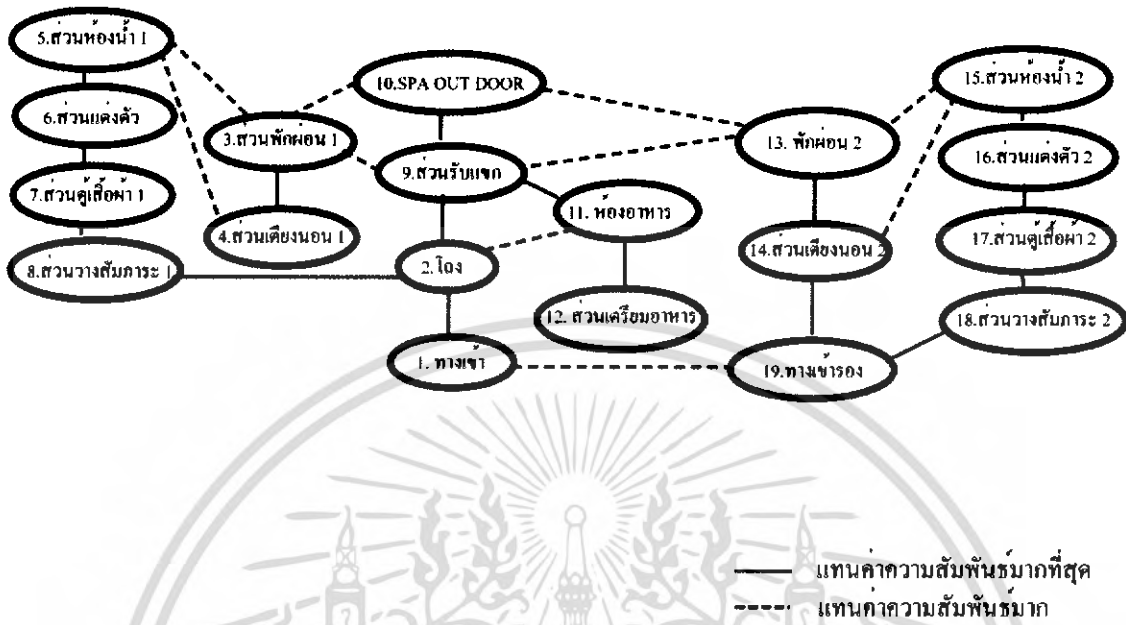 5.ส่วนห้องน้ำ 1
10.SPA OUT DOOR
15.ส่วนห้องน้ำ 2
6.ส่วนแต่งตัว
3.ส่วนพักผ่อน 1
13. พักผ่อน 2
16.ส่วนแต่งตัว 2
9.ส่วนรับแขก
7.ส่วนตู้เสื้อผ้า 1
11. ห้องอาหาร
4.ส่วนเตียงนอน 1
14.ส่วนเตียงนอน 2
17.ส่วนตู้เสื้อผ้า 2
8.ส่วนวางสัมภาระ 1
2.โถง
12. ส่วนเตรียมอาหาร
18.ส่วนวางสัมภาระ 2
1. ทางเข้า
19.ทางเข้ารอง
แทนค่าความสัมพันธ์มากที่สุด
แทนค่าความสัมพันธ์มาก